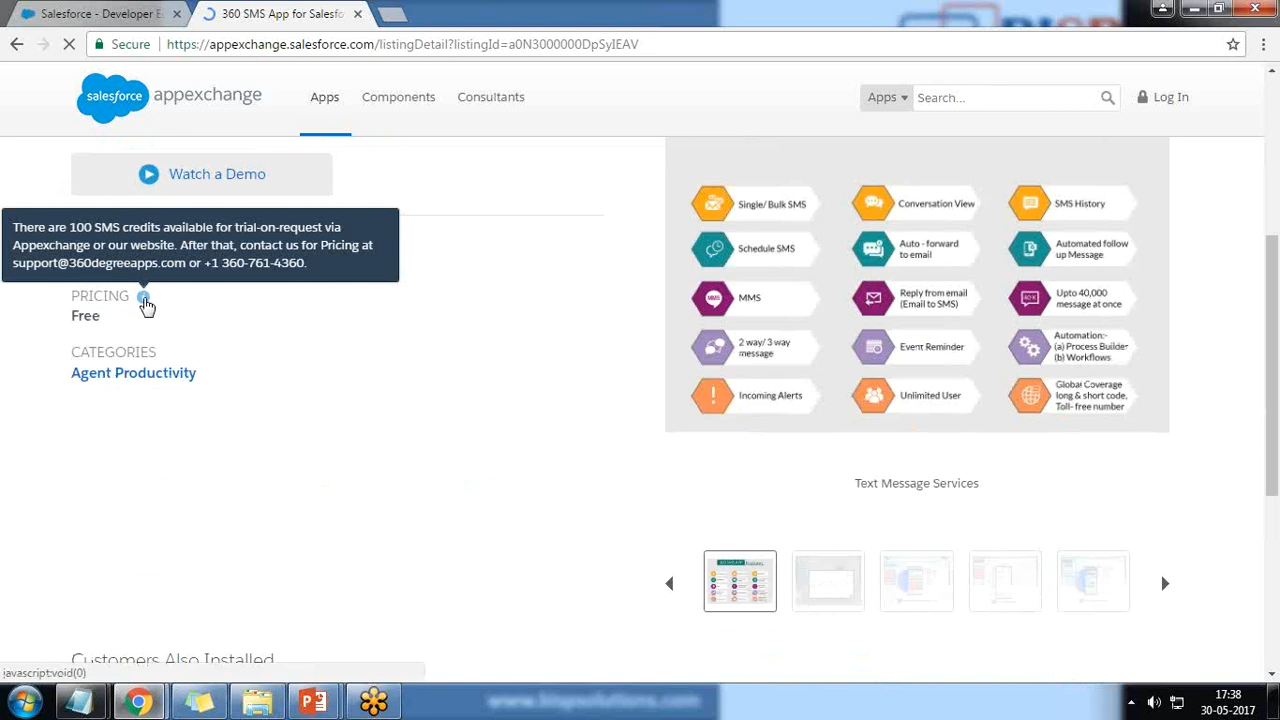 Salesforce - Developer E
360 SMS App for Salesfo
Secure
https://appexchange.salesforce.com/listingDetail?listingId=a0N3000000DpSyIEAV
salesforce
appexchange
Apps
Components
Consultants
Apps
Search...
Log In
Watch a Demo
There are 100 SMS credits available for trial-on-request via
Appexchange or our website. After that, contact us for Pricing at
support@360degreeapps.com or +1 360-761-4360.
PRICING
Free
CATEGORIES
Agent Productivity
Single/ Bulk SMS
Conversation View
SMS History
Schedule SMS
Auto - forward
to email
Automated follow
up Message
MMS
MMS
Reply from email
(Email to SMS)
Upto 40,000
message at once
2 way/ 3 way
message
Event Reminder
Automation:-
(a) Process Builder
(b) Workflows
Incoming Alerts
Unlimited User
Global Coverage
long & short code,
Toll- free number
Text Message Services
Customers Also Installed
javascript:void(0)
www.bispsolutions.com
17:38
30-05-2017